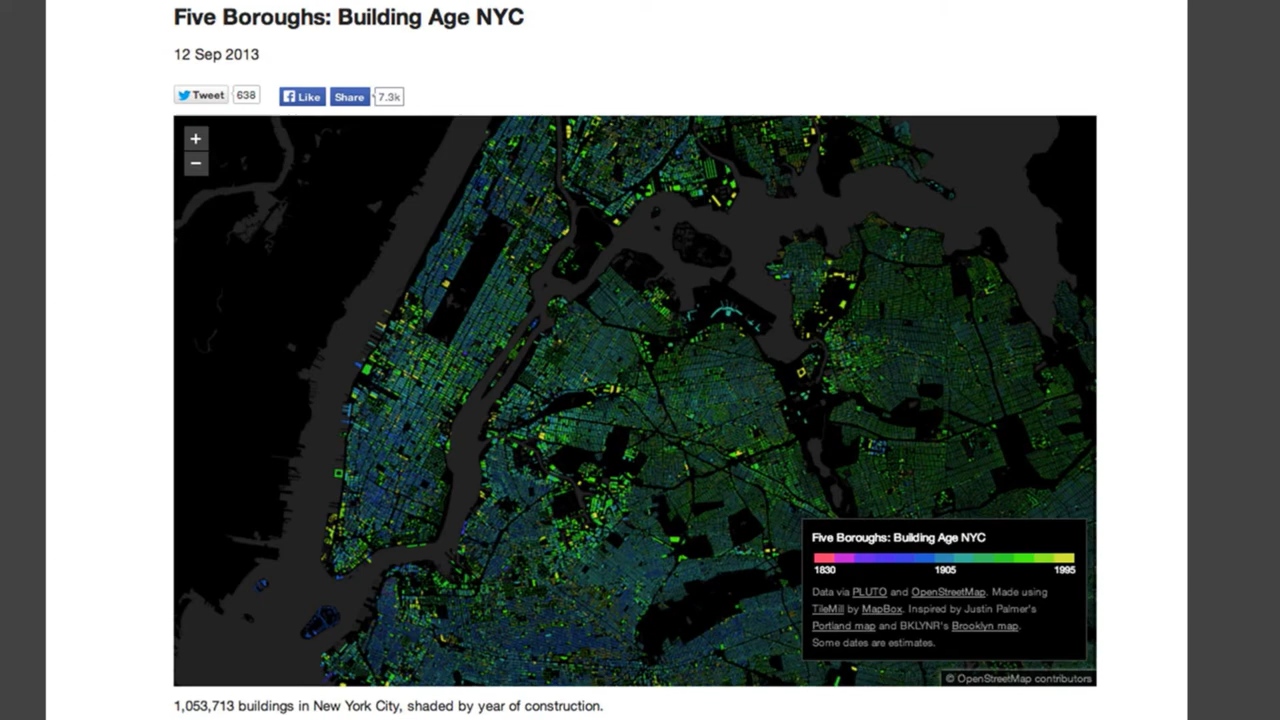 Five Boroughs: Building Age NYC
12 Sep 2013
Tweet 638 Like Share 7.3k
+
−
Five Boroughs: Building Age NYC
1830 1905 1995
Data via PLUTO and OpenStreetMap. Made using
TileMill by MapBox. Inspired by Justin Palmer's
Portland map and BKLYNR's Brooklyn map.
Some dates are estimates.
© OpenStreetMap contributors
1,053,713 buildings in New York City, shaded by year of construction.